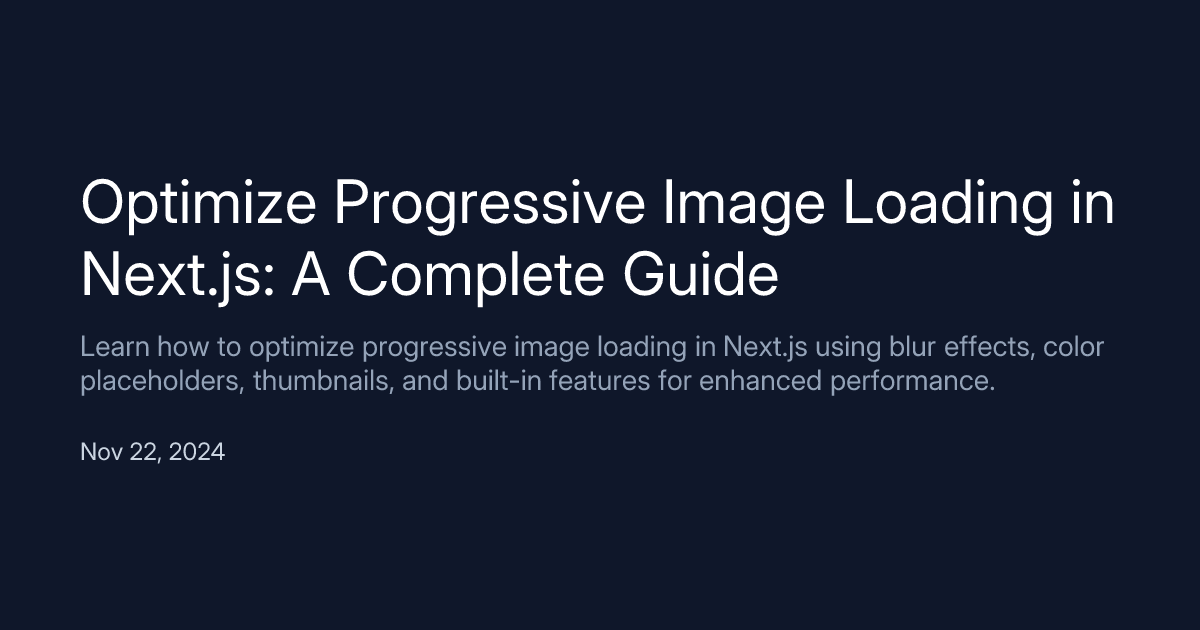 Optimize Progressive Image Loading in
Next.js: A Complete Guide
Learn how to optimize progressive image loading in Next.js using blur effects, color
placeholders, thumbnails, and built-in features for enhanced performance.
Nov 22, 2024